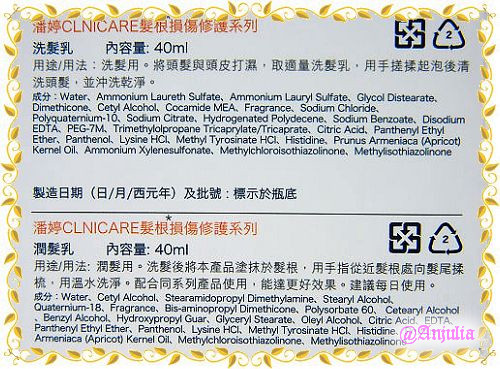 潘婷CLNICARE髮根損傷修護系列
洗髮乳 內容量: 40ml
用途/用法: 洗髮用。將頭髮與頭皮打濕，取適量洗髮乳，用手搓揉起泡後清
洗頭髮，並沖洗乾淨。
成分: Water、Ammonium Laureth Sulfate、Ammonium Lauryl Sulfate、Glycol Distearate、
Dimethicone、Cetyl Alcohol、Cocamide MEA、Fragrance、Sodium Chloride、
Polyquaternium-10、Sodium Citrate、Hydrogenated Polydecene、Sodium Benzoate、Disodium
EDTA、PEG-7M、Trimethylolpropane Tricaprylate/Tricaprate、Citric Acid、Panthenyl Ethyl
Ether、Panthenol、Lysine HCl、Methyl Tyrosinate HCl、Histidine、Prunus Armeniaca (Apricot)
Kernel Oil、Ammonium Xylenesulfonate、Methylchloroisothiazolinone、Methylisothiazolinone
製造日期（日/月/西元年）及批號：標示於瓶底
潘婷CLNICARE髮根損傷修護系列
潤髮乳 內容量: 40ml
用途/用法: 潤髮用。洗髮後將本產品塗抹於髮根，用手指從近髮根處向髮尾搓
梳，用溫水洗淨。配合同系列產品使用，能達更好效果。建議每日使用。
成分: Water、Cetyl Alcohol、Stearamidopropyl Dimethylamine、Stearyl Alcohol、
Quaternium-18、Fragrance、Bis-aminopropyl Dimethicone、Polysorbate 60、Cetearyl Alcohol
、Benzyl Alcohol、Hydroxypropyl Guar、Glyceryl Stearate、Oleyl Alcohol、Citric Acid、EDTA、
Panthenyl Ethyl Ether、Panthenol、Lysine HCl、Methyl Tyrosinate HCl、Histidine、
Armeniaca (Apricot) Kernel Oil、Methylchloroisothiazolinone、Methylisothiazolinone
2
2
@Anjulia